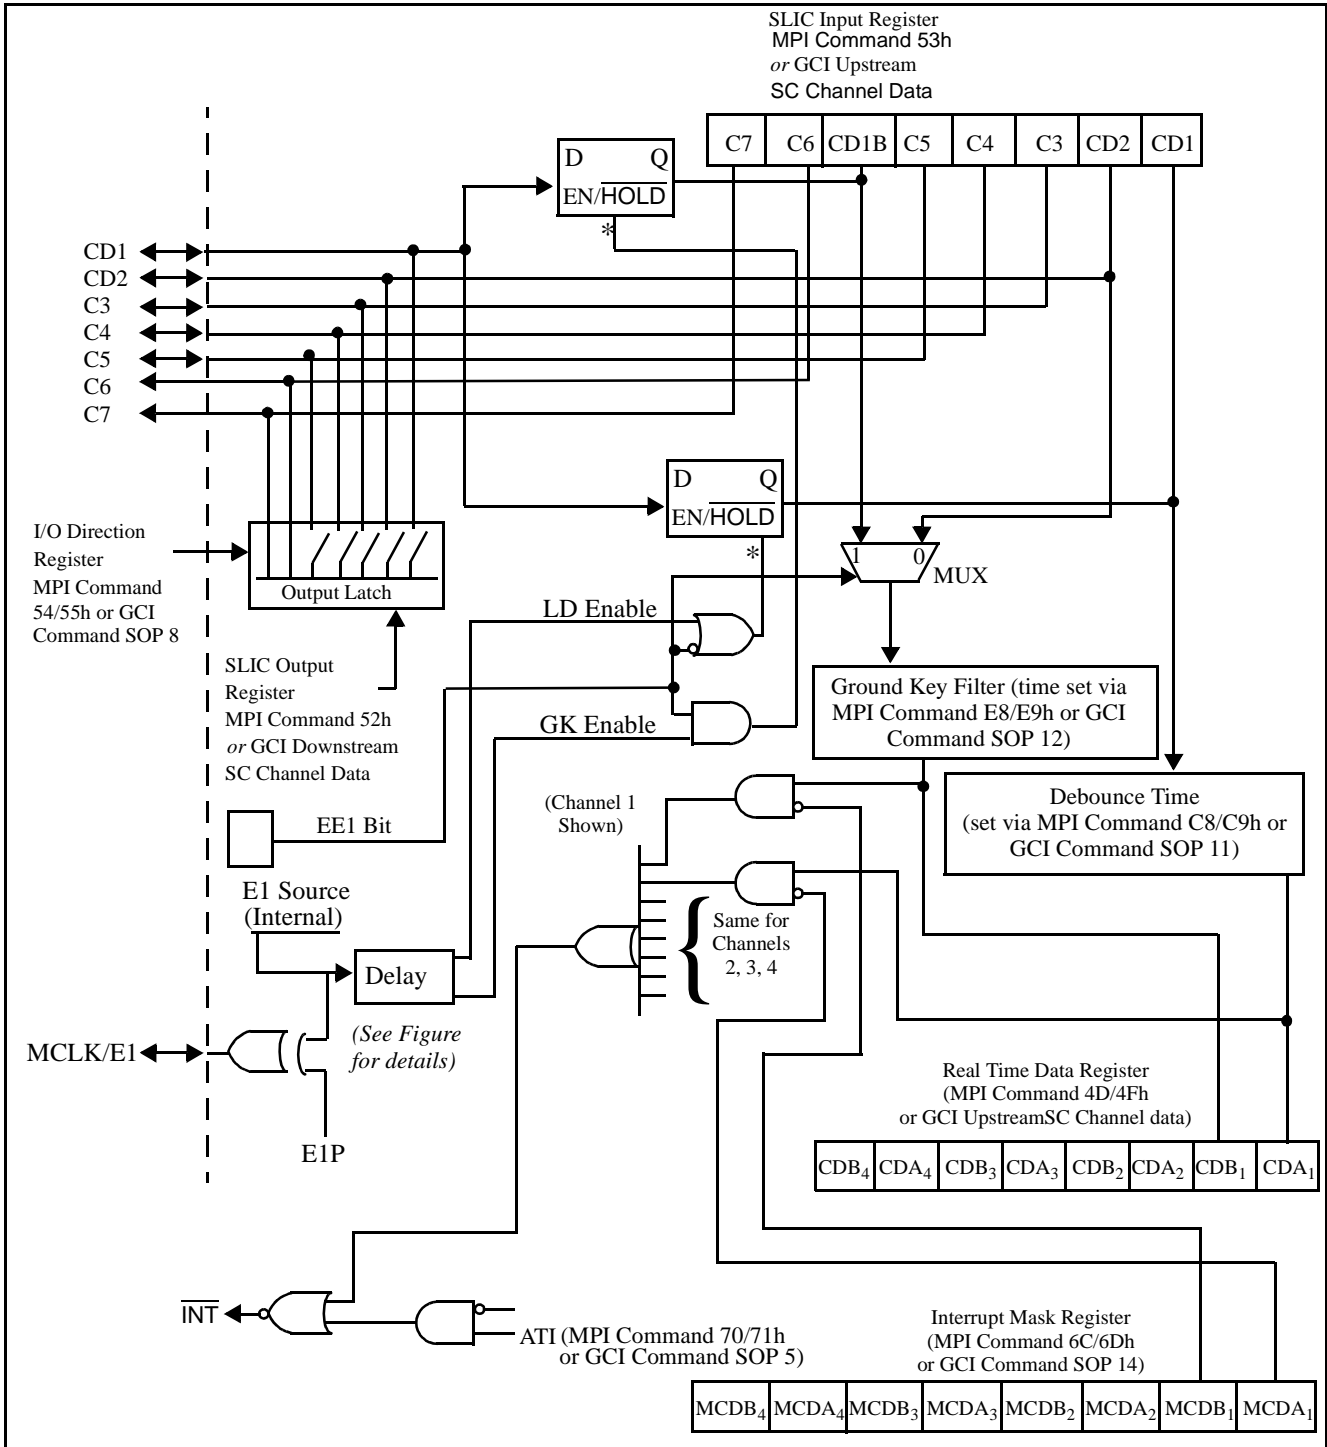 SLIC Input Register
MPI Command 53h
or GCI Upstream
SC Channel Data
C7 C6 CD1B C5 C4 C3 CD2 CD1
D Q
EN/HOLD
*
CD1
CD2
C3
C4
C5
C6
C7
D Q
EN/HOLD
*
I/O Direction
Register
MPI Command
54/55h or GCI
Command SOP 8
Output Latch
1 0
MUX
LD Enable
SLIC Output
Register
MPI Command 52h
or GCI Downstream
SC Channel Data
GK Enable
Ground Key Filter (time set via
MPI Command E8/E9h or GCI
Command SOP 12)
Debounce Time
(set via MPI Command C8/C9h or
GCI Command SOP 11)
(Channel 1
Shown)
EE1 Bit
E1 Source
(Internal)
Same for
Channels
2, 3, 4
Delay
(See Figure
for details)
MCLK/E1
E1P
Real Time Data Register
(MPI Command 4D/4Fh
or GCI UpstreamSC Channel data)
CDB4 CDA4 CDB3 CDA3 CDB2 CDA2 CDB1 CDA1
INT
ATI (MPI Command 70/71h
or GCI Command SOP 5)
Interrupt Mask Register
(MPI Command 6C/6Dh
or GCI Command SOP 14)
MCDB4 MCDA4 MCDB3 MCDA3 MCDB2 MCDA2 MCDB1 MCDA1